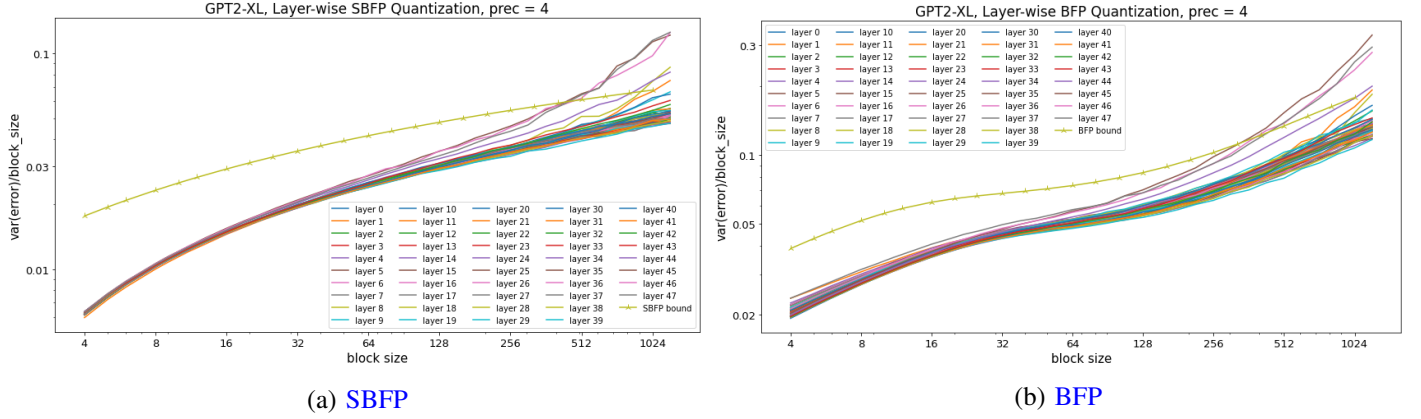 GPT2-XL, Layer-wise SBFP Quantization, prec = 4
var(error)/block_size
0.1
0.03
0.01
layer 0 layer 10 layer 20 layer 30 layer 40
layer 1 layer 11 layer 21 layer 31 layer 41
layer 2 layer 12 layer 22 layer 32 layer 42
layer 3 layer 13 layer 23 layer 33 layer 43
layer 4 layer 14 layer 24 layer 34 layer 44
layer 5 layer 15 layer 25 layer 35 layer 45
layer 6 layer 16 layer 26 layer 36 layer 46
layer 7 layer 17 layer 27 layer 37 layer 47
layer 8 layer 18 layer 28 layer 38 SBFP bound
layer 9 layer 19 layer 29 layer 39
4 8 16 32 64 128 256 512 1024
block size
(a) SBFP
GPT2-XL, Layer-wise BFP Quantization, prec = 4
var(error)/block_size
0.3
0.1
0.05
0.02
layer 0 layer 10 layer 20 layer 30 layer 40
layer 1 layer 11 layer 21 layer 31 layer 41
layer 2 layer 12 layer 22 layer 32 layer 42
layer 3 layer 13 layer 23 layer 33 layer 43
layer 4 layer 14 layer 24 layer 34 layer 44
layer 5 layer 15 layer 25 layer 35 layer 45
layer 6 layer 16 layer 26 layer 36 layer 46
layer 7 layer 17 layer 27 layer 37 layer 47
layer 8 layer 18 layer 28 layer 38 BFP bound
layer 9 layer 19 layer 29 layer 39
4 8 16 32 64 128 256 512 1024
block size
(b) BFP